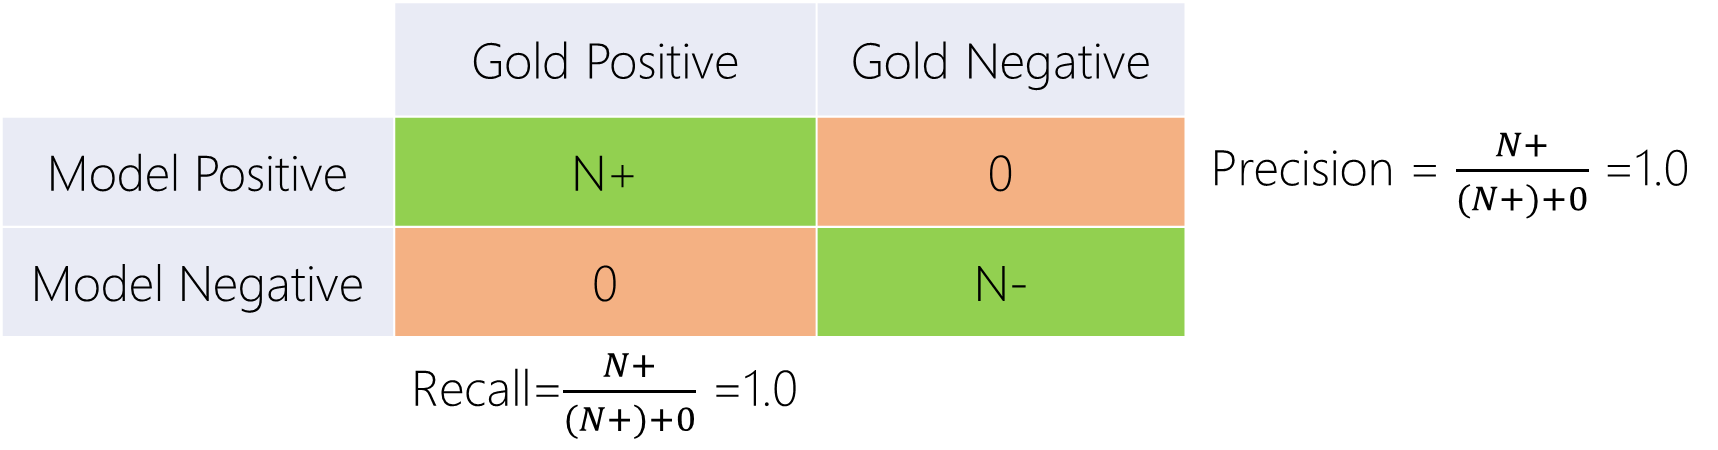 Gold Positive Gold Negative
Model Positive N+ 0 Precision = N+ / (N+)+0 =1.0
Model Negative 0 N-
Recall= N+ / (N+)+0 =1.0